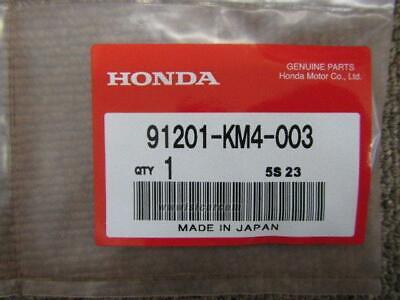 GENUINE PARTS
HONDA
Honda Motor Co., Ltd.
91201-KM4-003
QTY 1
5S 23
MADE IN JAPAN